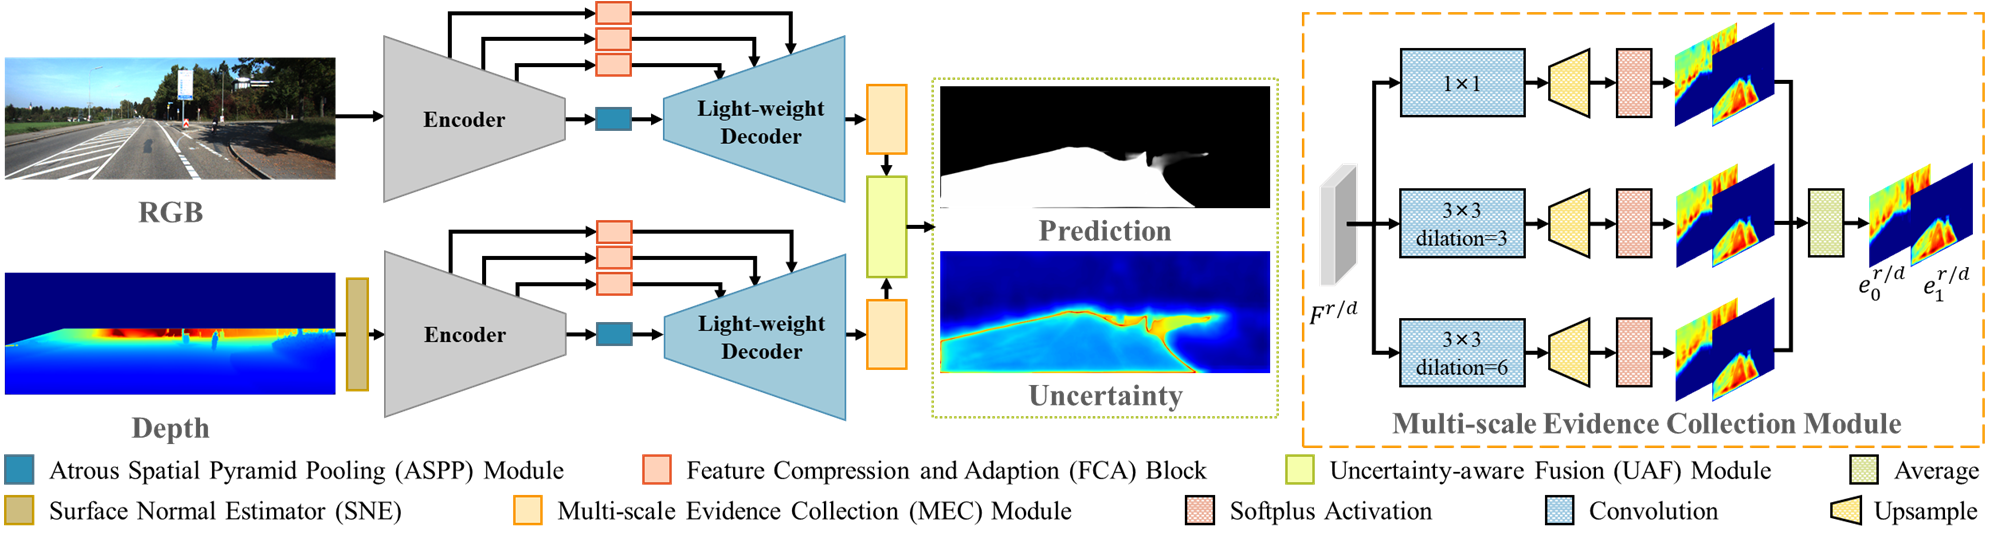 RGB
Depth
Encoder
Light-weight
Decoder
Encoder
Light-weight
Decoder
Prediction
Uncertainty
F^{r/d}
1×1
3×3
dilation=3
3×3
dilation=6
e_0^{r/d}
e_1^{r/d}
Multi-scale Evidence Collection Module
Atrous Spatial Pyramid Pooling (ASPP) Module
Feature Compression and Adaption (FCA) Block
Uncertainty-aware Fusion (UAF) Module
Average
Surface Normal Estimator (SNE)
Multi-scale Evidence Collection (MEC) Module
Softplus Activation
Convolution
Upsample